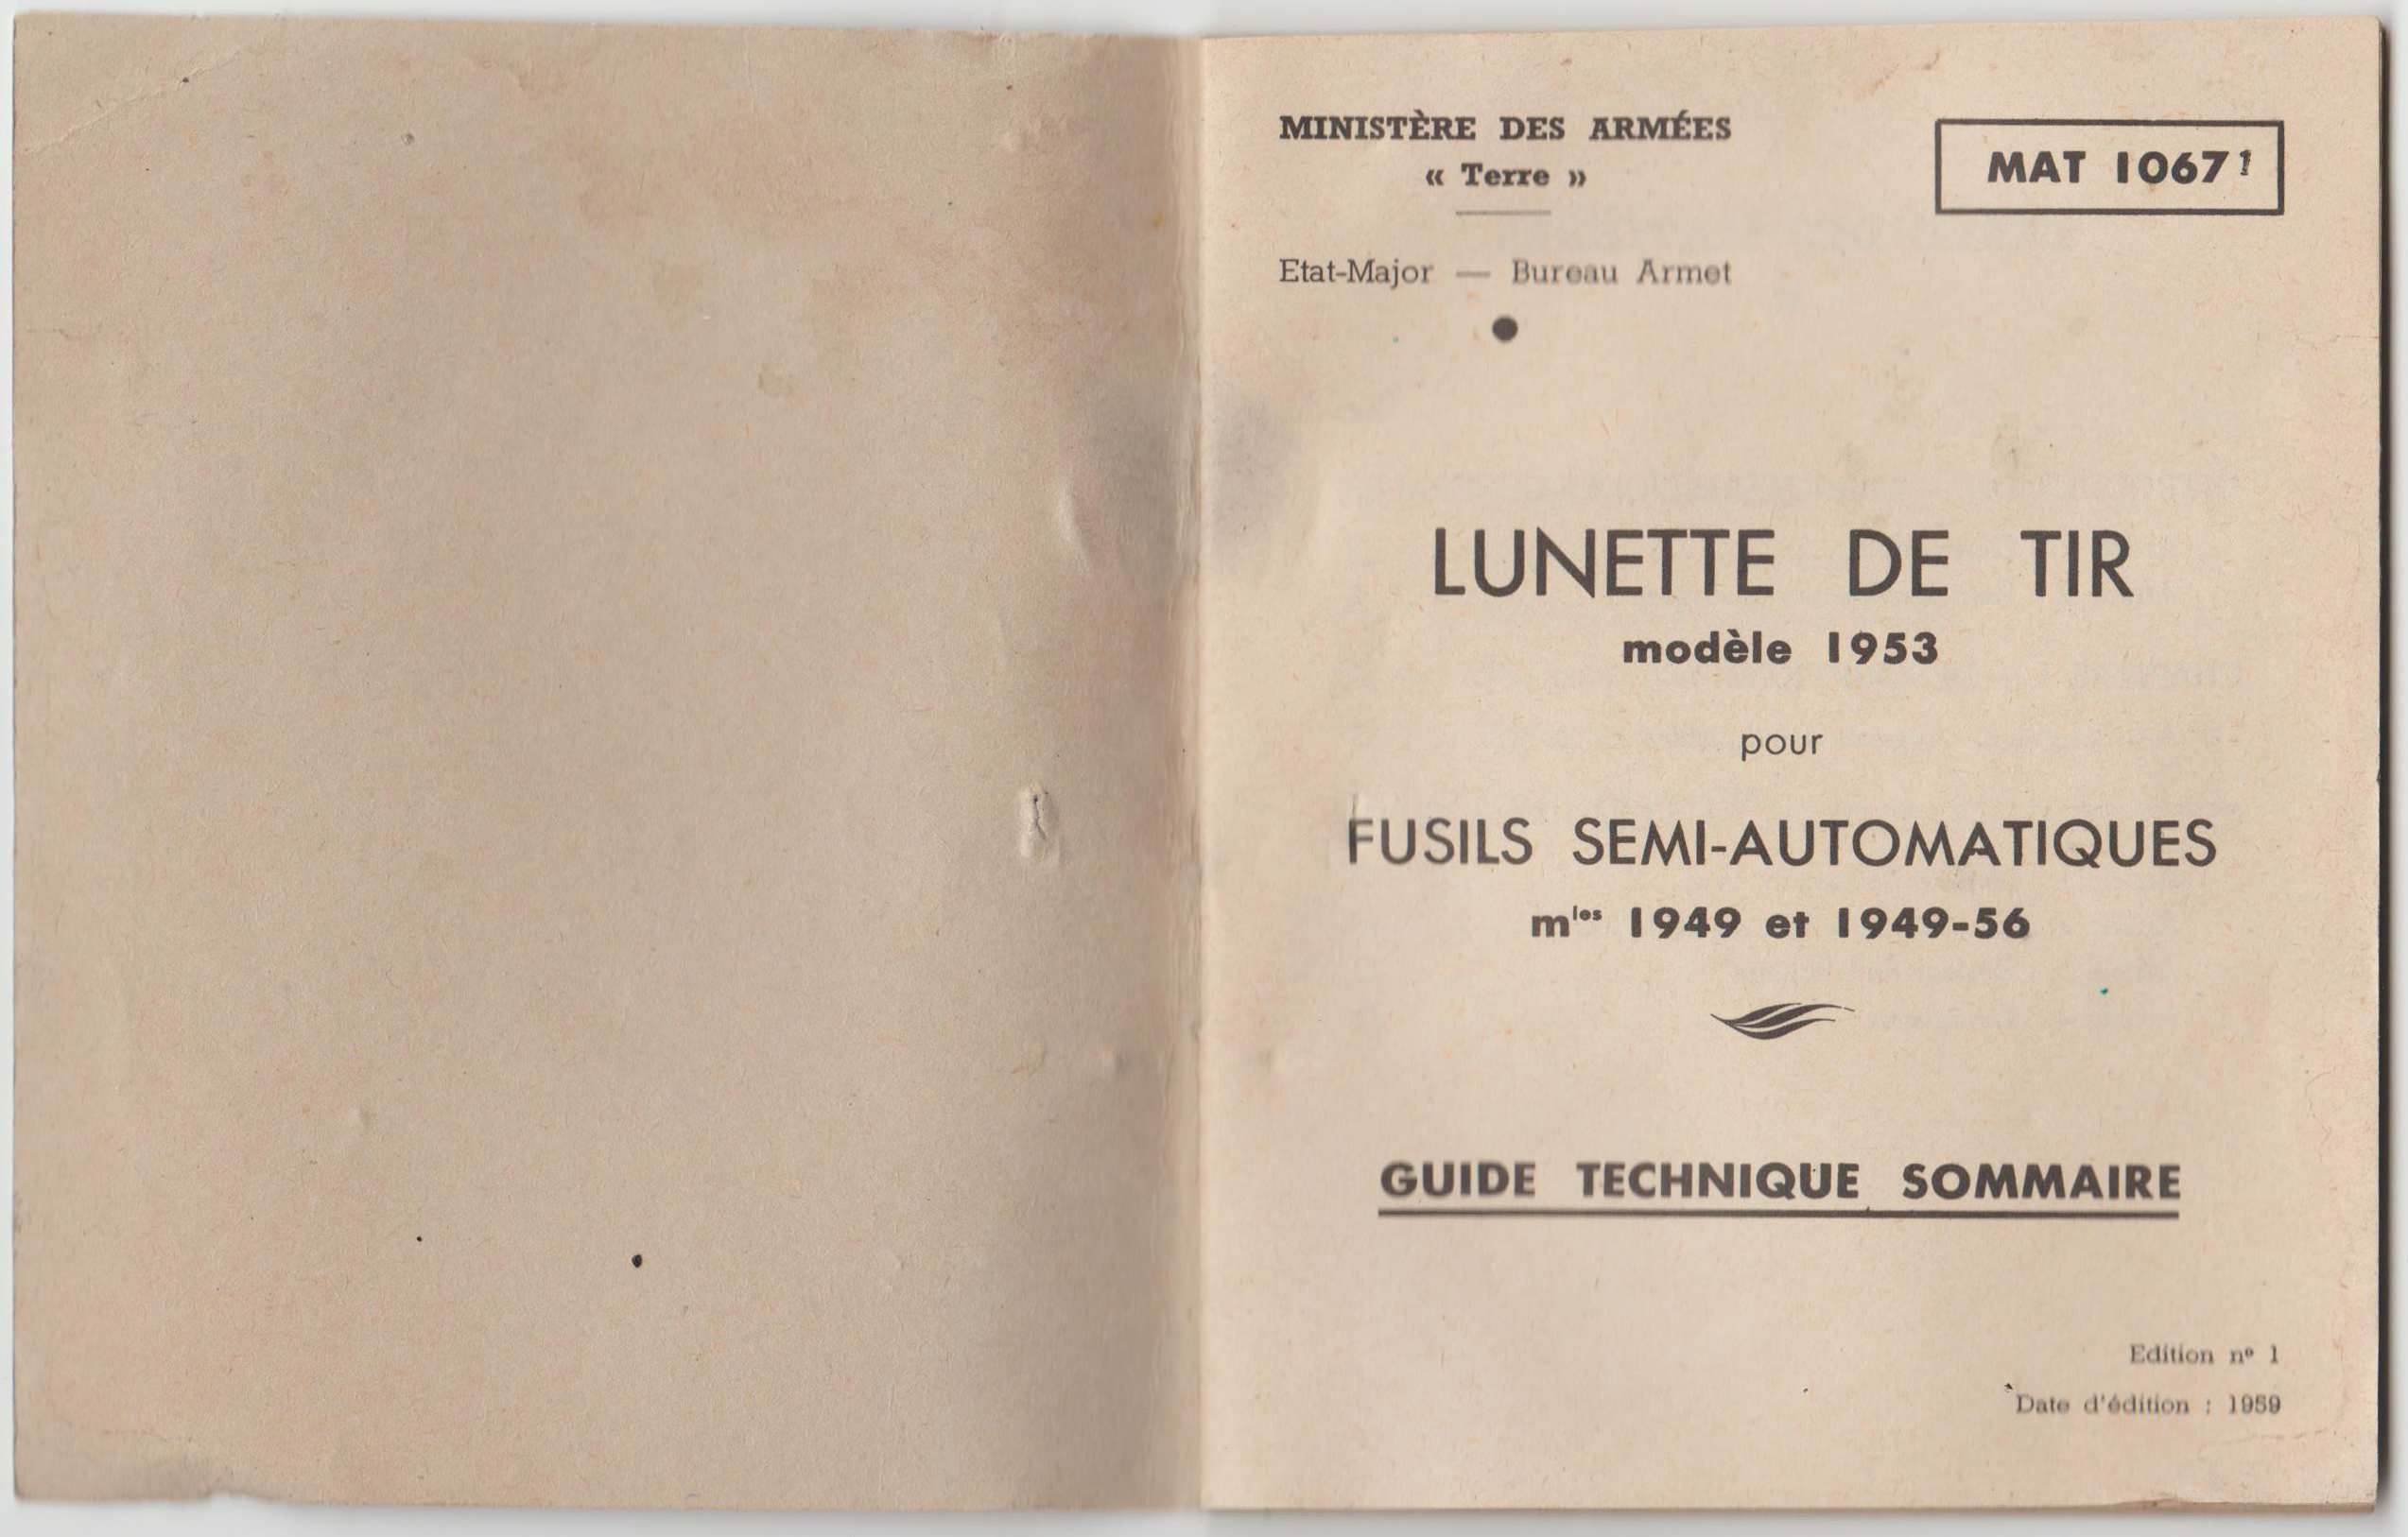 MINISTÈRE DES ARMÉES
« Terre »
MAT 10671
Etat-Major — Bureau Armet
LUNETTE DE TIR
modèle 1953
pour
FUSILS SEMI-AUTOMATIQUES
mles 1949 et 1949-56
GUIDE TECHNIQUE SOMMAIRE
Edition nº 1
Date d'édition : 1959